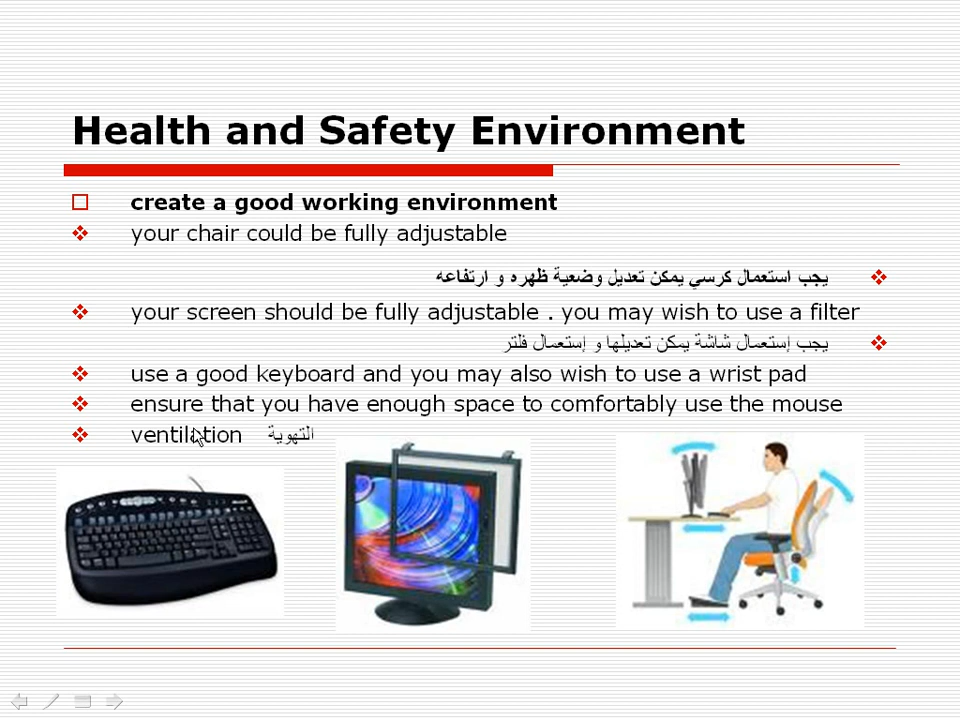 Health and Safety Environment
create a good working environment
your chair could be fully adjustable
يجب استعمال كرسي يمكن تعديل وضعية ظهره و ارتفاعه
your screen should be fully adjustable . you may wish to use a filter
يجب إستعمال شاشة يمكن تعديلها و إستعمال فلتر
use a good keyboard and you may also wish to use a wrist pad
ensure that you have enough space to comfortably use the mouse
ventilation التهوية